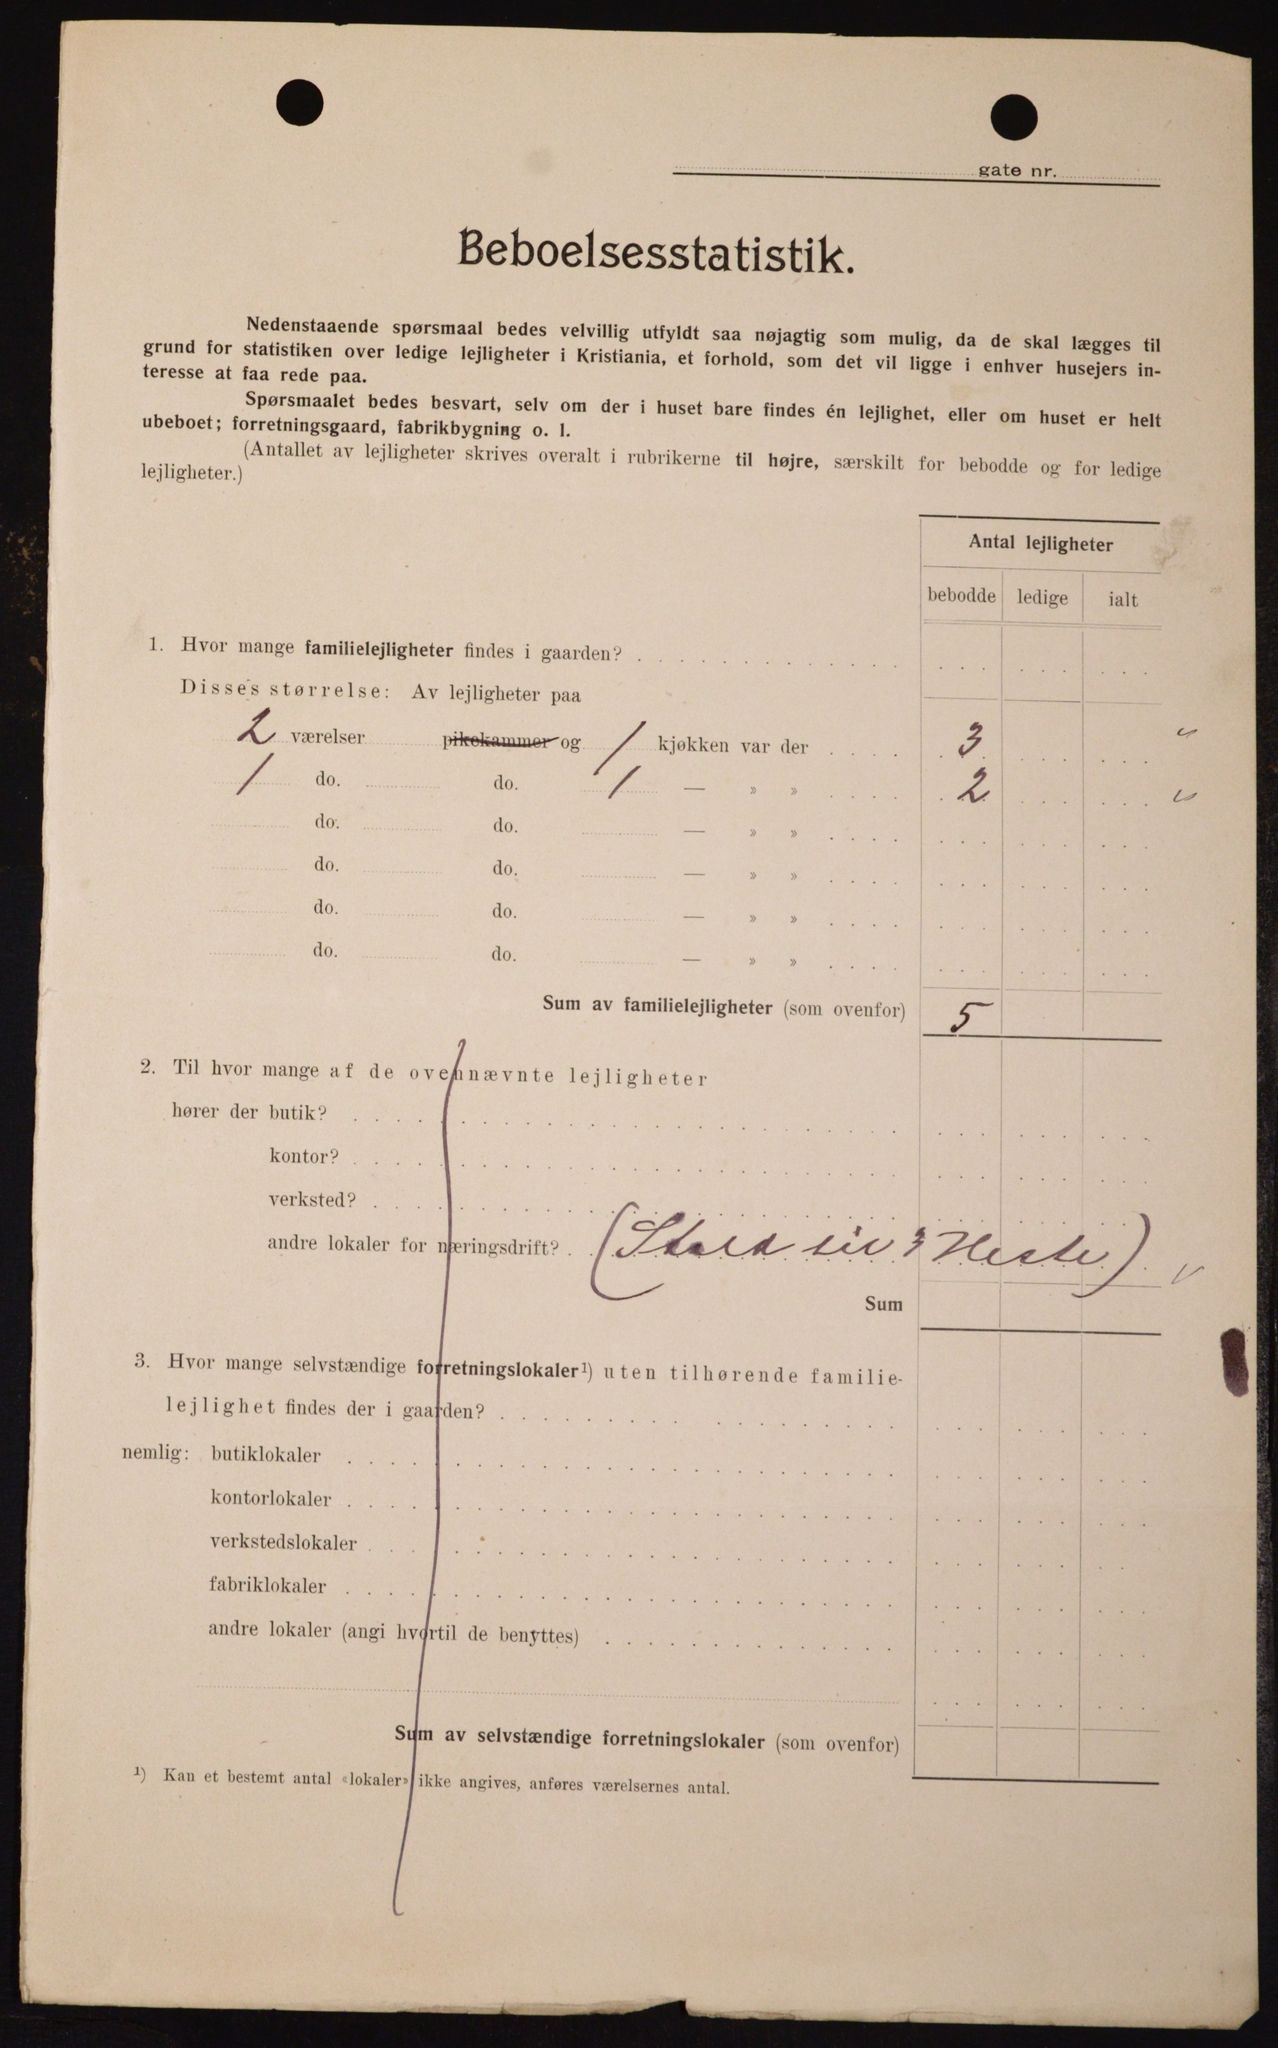 gate nr.
Beboelsesstatistik.
Nedenstaaende spørsmaal bedes velvillig utfyldt saa nøjagtig som mulig, da de skal lægges til
grund for statistiken over ledige lejligheter i Kristiania, et forhold, som det vil ligge i enhver husejers in-
teresse at faa rede paa.
Spørsmaalet bedes besvart, selv om der i huset bare findes én lejlighet, eller om huset er helt
ubeboet; forretningsgaard, fabrikbygning o. l.
(Antallet av lejligheter skrives overalt i rubrikerne til højre, særskilt for bebodde og for ledige
lejligheter.)
Antal lejligheter
bebodde ledige ialt
1. Hvor mange familielejligheter findes i gaarden?
Disses størrelse: Av lejligheter paa
2 værelser pikekammer og 1 kjøkken var der 3
1 do. do. 1 — » » 2
do. do. — » »
do. do. — » »
do. do. — » »
do. do. — » »
Sum av familielejligheter (som ovenfor) 5
2. Til hvor mange af de ovennævnte lejligheter
hører der butik?
kontor?
verksted?
andre lokaler for næringsdrift? (Stald til 3 Heste)
Sum
3. Hvor mange selvstændige forretningslokaler¹) uten tilhørende familie-
lejlighet findes der i gaarden?
nemlig: butiklokaler
kontorlokaler
verkstedslokaler
fabriklokaler
andre lokaler (angi hvortil de benyttes)
Sum av selvstændige forretningslokaler (som ovenfor)
¹) Kan et bestemt antal «lokaler» ikke angives, anføres værelsernes antal.